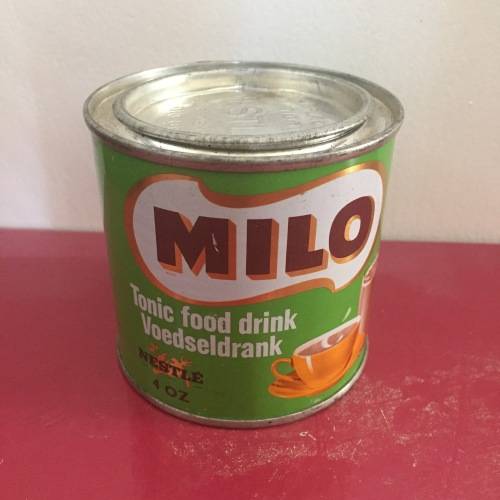 MILO
Tonic food drink
Voedseldrank
NESTLÉ
4 OZ